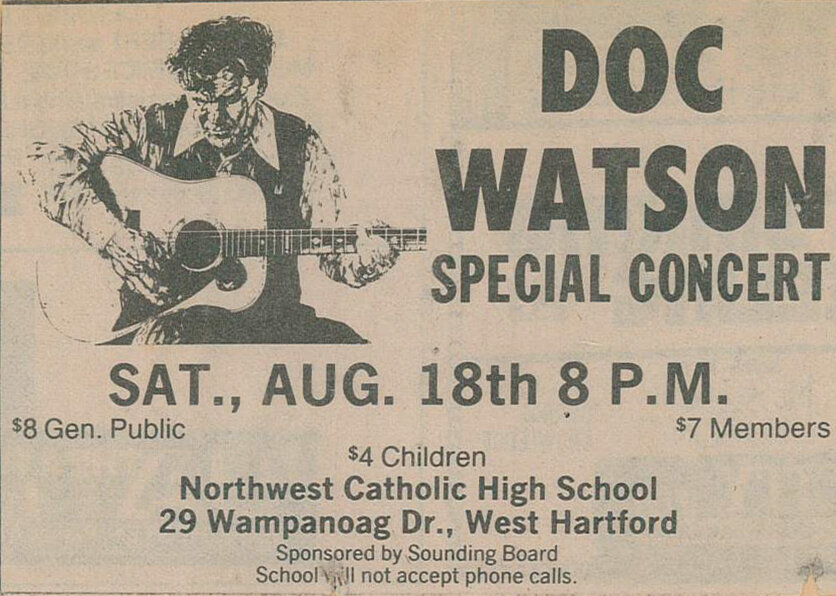 DOC
WATSON
SPECIAL CONCERT
SAT., AUG. 18th 8 P.M.
$8 Gen. Public
$7 Members
$4 Children
Northwest Catholic High School
29 Wampanoag Dr., West Hartford
Sponsored by Sounding Board
School will not accept phone calls.